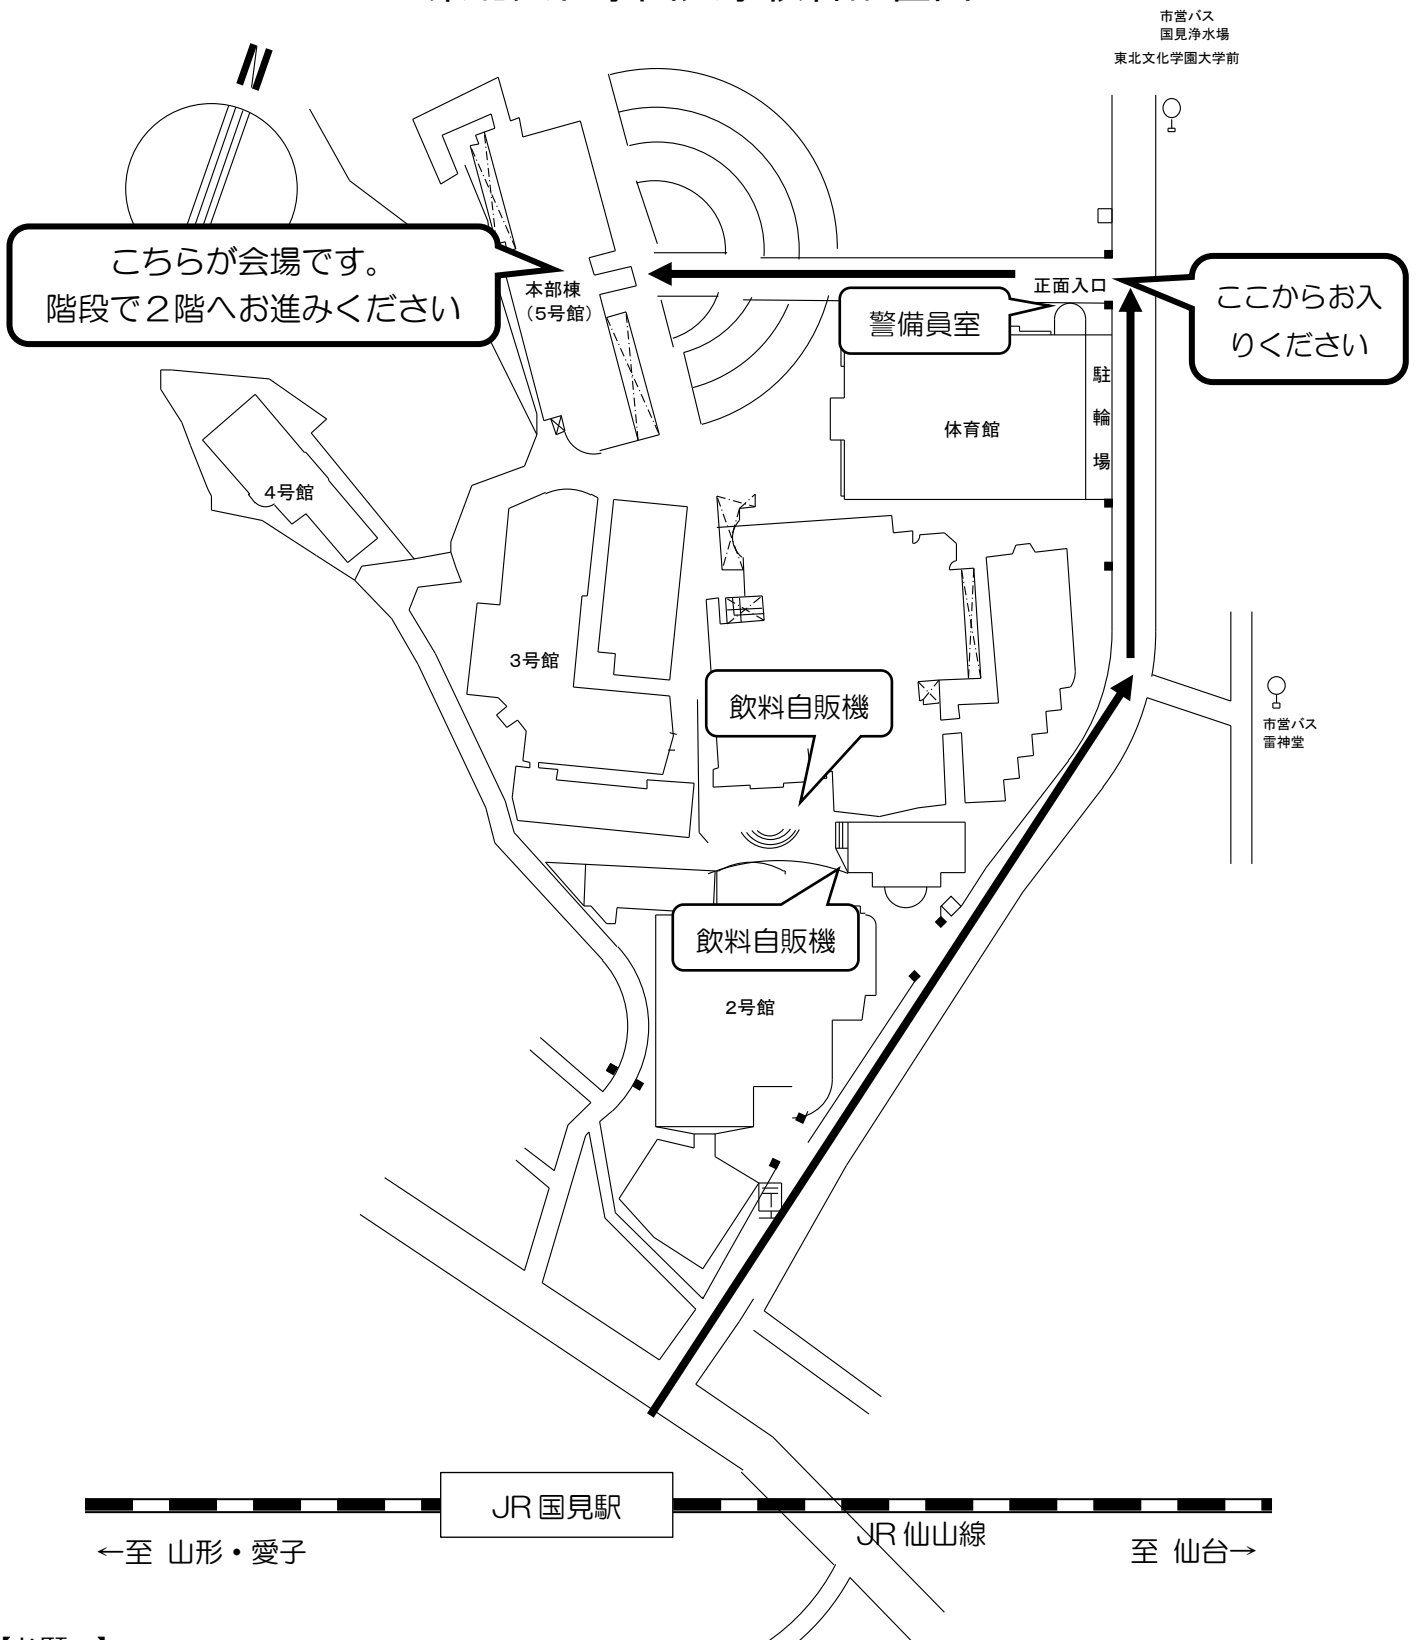 市営バス
国見浄水場
東北文化学園大学前
N
こちらが会場です。
階段で２階へお進みください
本部棟
（5号館）
正面入口
警備員室
ここからお入
りください
駐
輪
場
体育館
4号館
3号館
飲料自販機
市営バス
雷神堂
飲料自販機
2号館
JR 国見駅
JR 仙山線
←至 山形・愛子
至 仙台→